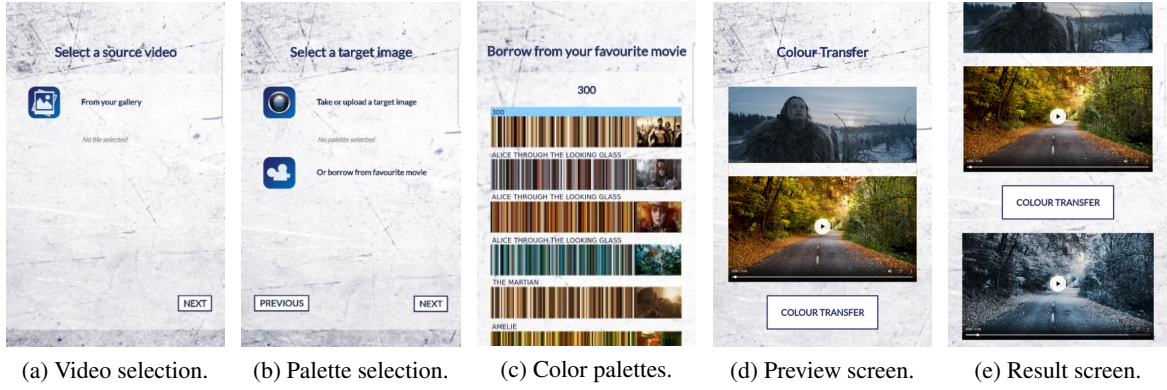 Select a source video
From your gallery
No file selected
NEXT
Select a target image
Take or upload a target image
No palette selected
Or borrow from favourite movie
PREVIOUS
NEXT
Borrow from your favourite movie
300
300
ALICE THROUGH THE LOOKING GLASS
ALICE THROUGH THE LOOKING GLASS
ALICE THROUGH THE LOOKING GLASS
THE MARTIAN
AMELIE
Colour Transfer
COLOUR TRANSFER
COLOUR TRANSFER
(a) Video selection.
(b) Palette selection.
(c) Color palettes.
(d) Preview screen.
(e) Result screen.